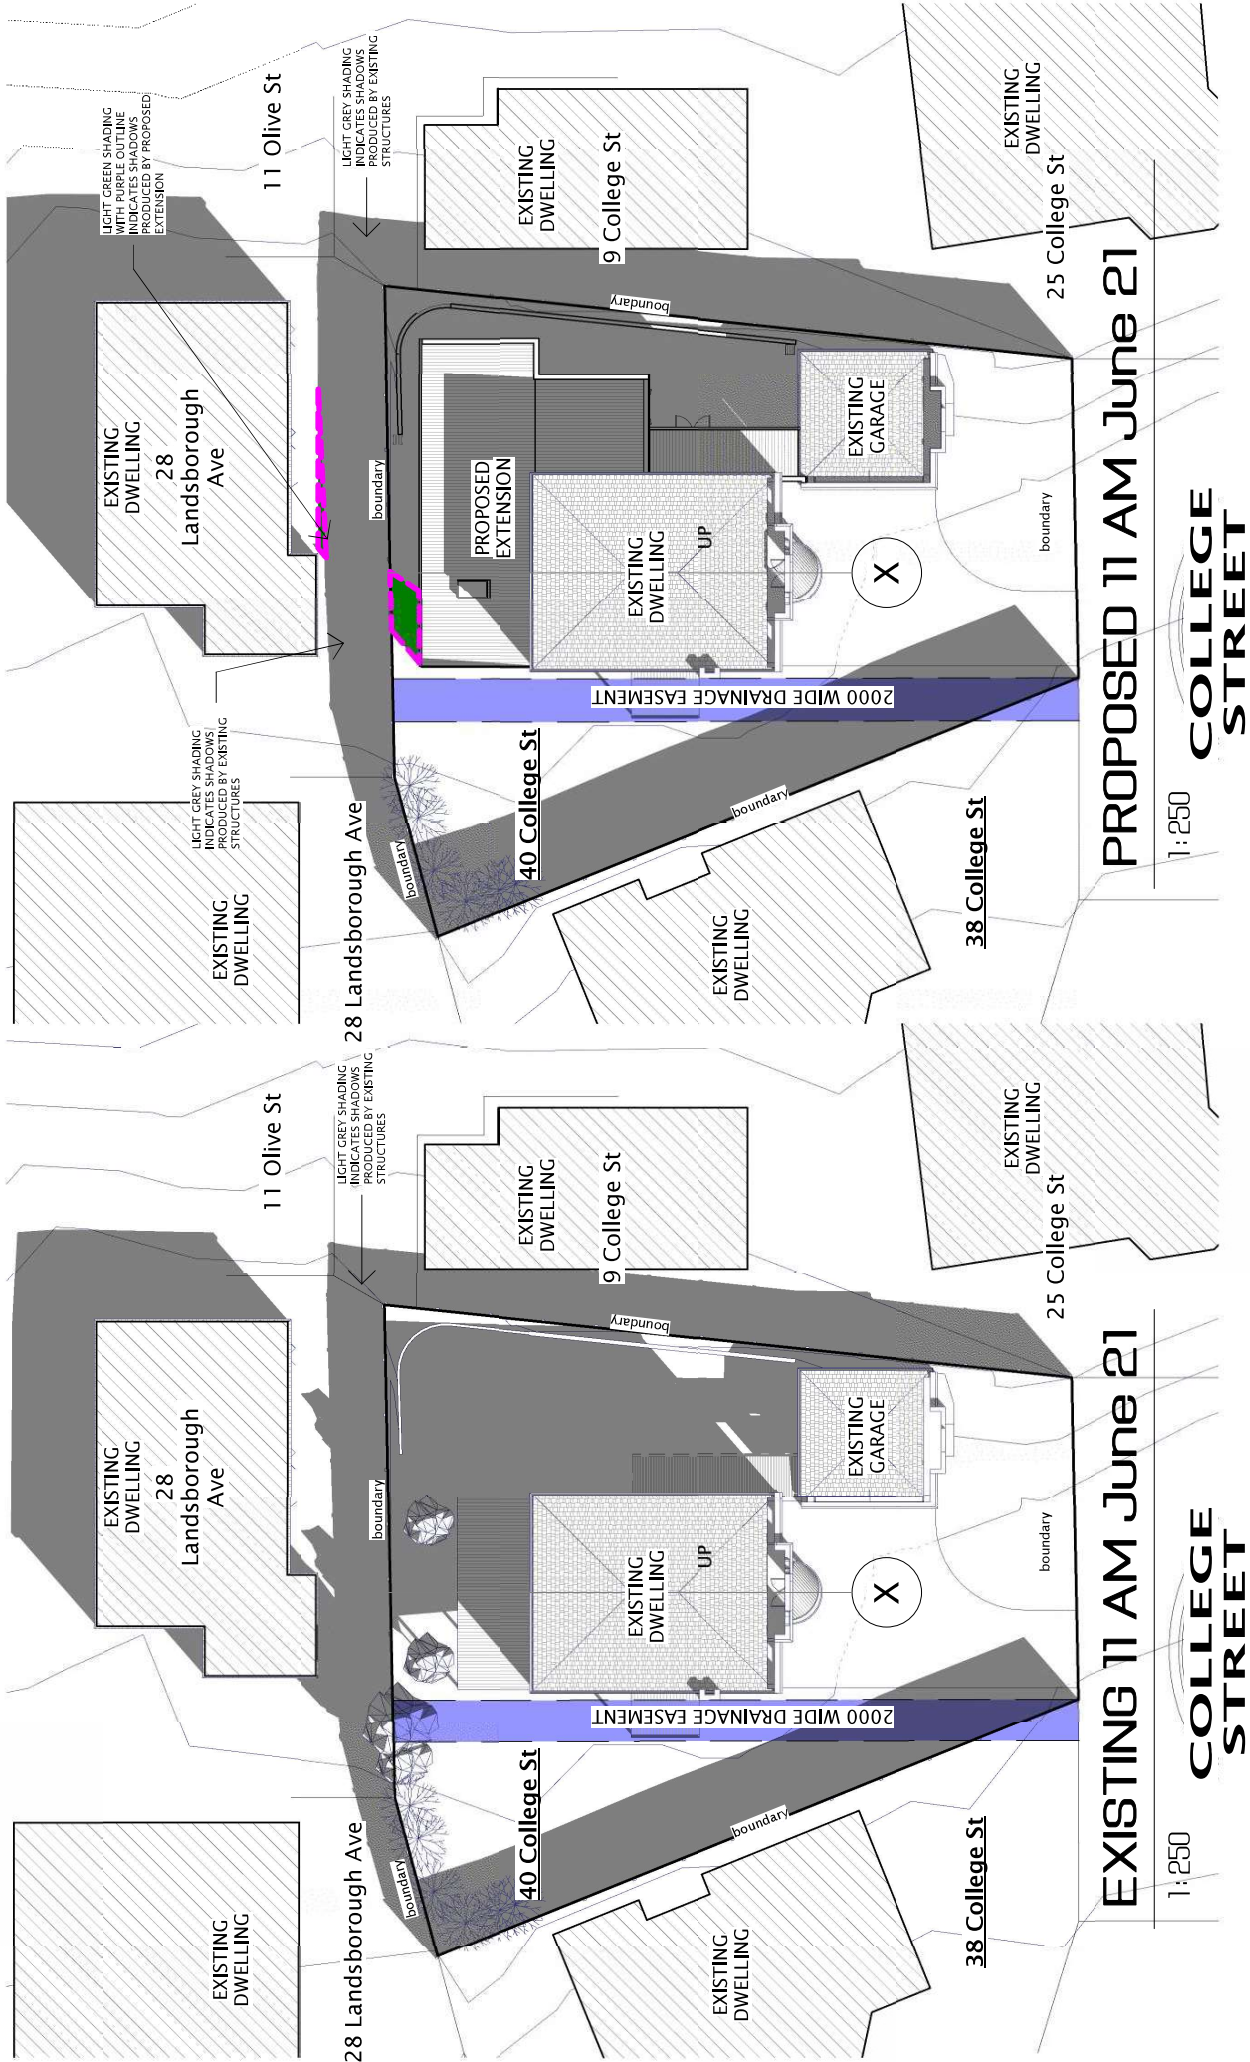 EXISTING
DWELLING
28
Landsborough
Ave
11 Olive St
LIGHT GREY SHADING
INDICATES SHADOWS
PRODUCED BY EXISTING
STRUCTURES
EXISTING
DWELLING
28 Landsborough Ave
boundary
boundary
boundary
EXISTING
DWELLING
9 College St
40 College St
2000 WIDE DRAINAGE EASEMENT
EXISTING
DWELLING
UP
EXISTING
GARAGE
boundary
EXISTING
DWELLING
38 College St
X
boundary
EXISTING
DWELLING
25 College St
EXISTING 11 AM June 21
1:250
COLLEGE
STREET
LIGHT GREEN SHADING
WITH PURPLE OUTLINE
INDICATES SHADOWS
PRODUCED BY PROPOSED
EXTENSION
EXISTING
DWELLING
28
Landsborough
Ave
11 Olive St
LIGHT GREY SHADING
INDICATES SHADOWS
PRODUCED BY EXISTING
STRUCTURES
LIGHT GREY SHADING
INDICATES SHADOWS
PRODUCED BY EXISTING
STRUCTURES
EXISTING
DWELLING
28 Landsborough Ave
boundary
boundary
boundary
PROPOSED
EXTENSION
EXISTING
DWELLING
9 College St
40 College St
2000 WIDE DRAINAGE EASEMENT
EXISTING
DWELLING
UP
EXISTING
GARAGE
boundary
EXISTING
DWELLING
38 College St
X
boundary
EXISTING
DWELLING
25 College St
PROPOSED 11 AM June 21
1:250
COLLEGE
STREET